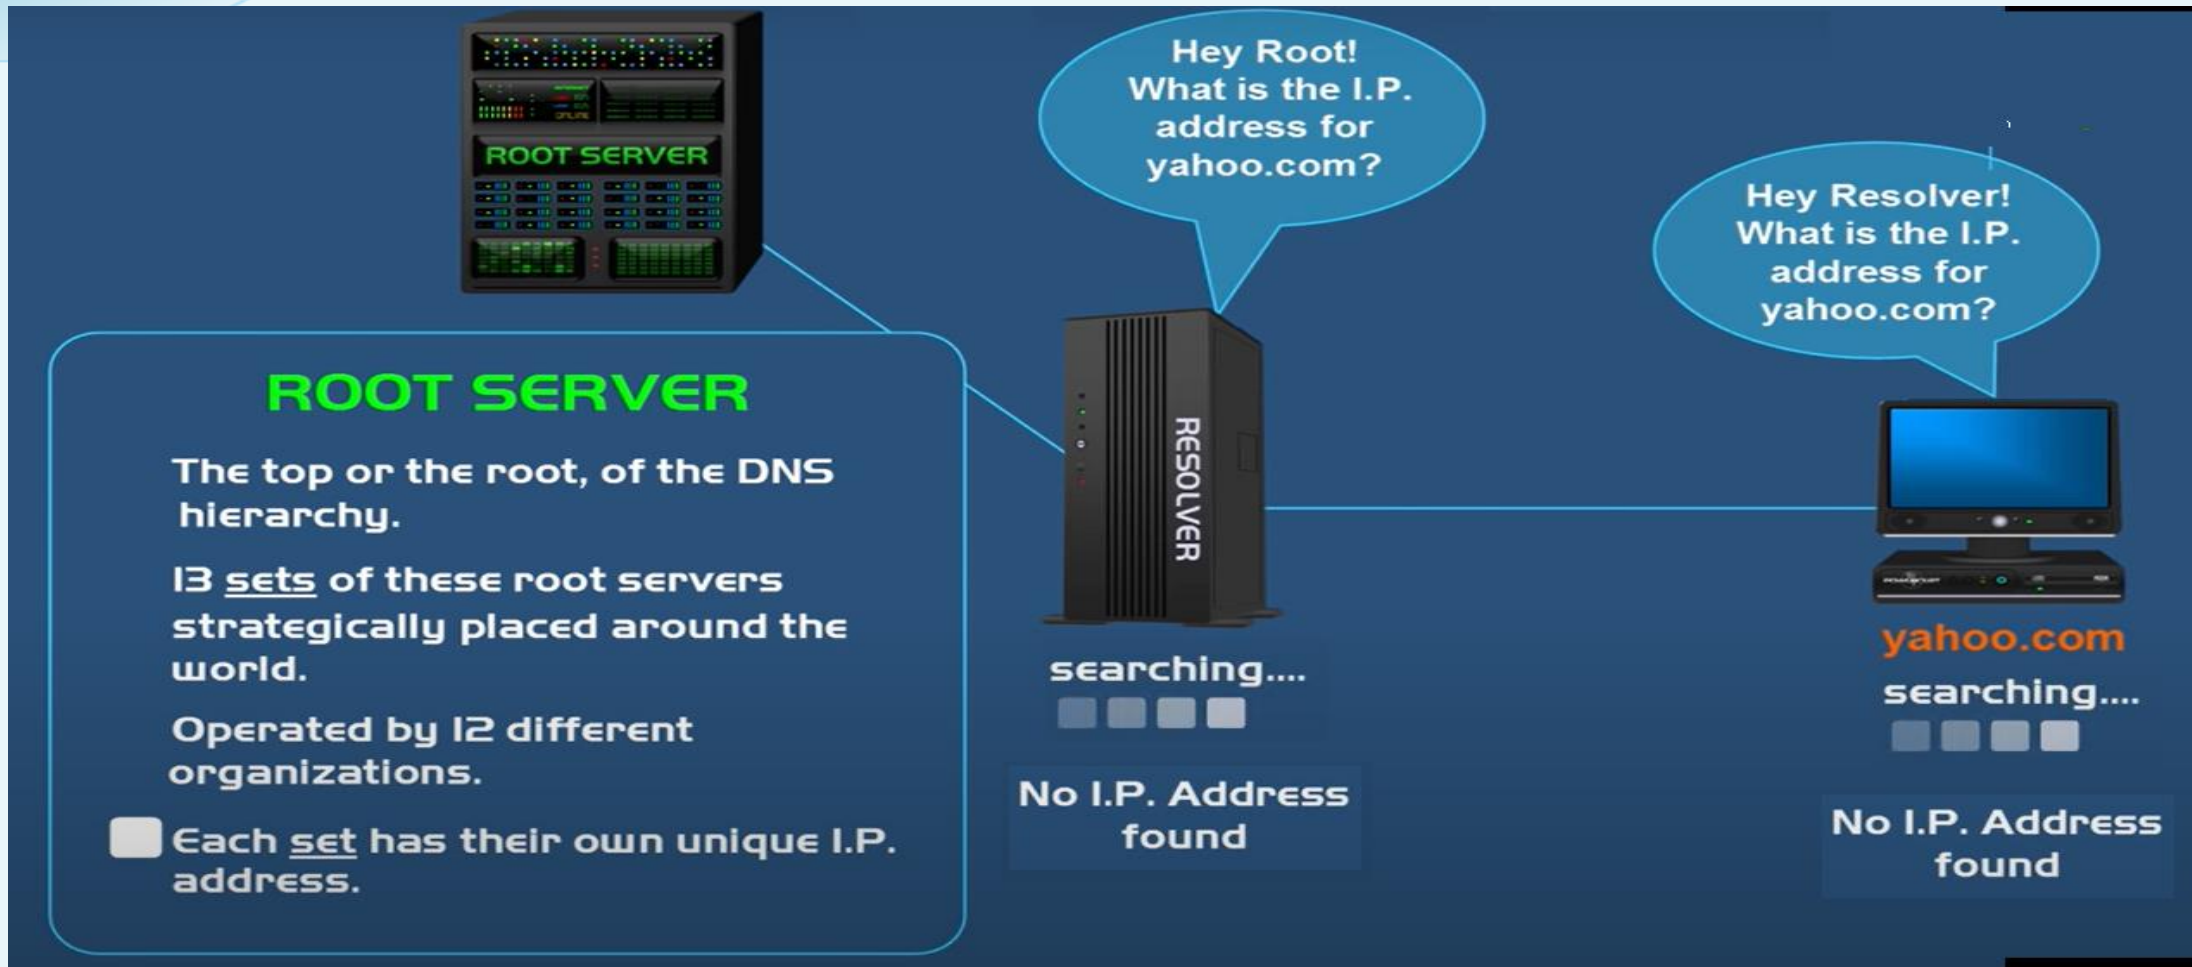 ROOT SERVER
Hey Root!
What is the I.P.
address for
yahoo.com?
Hey Resolver!
What is the I.P.
address for
yahoo.com?
ROOT SERVER
The top or the root, of the DNS
hierarchy.
13 sets of these root servers
strategically placed around the
world.
Operated by 12 different
organizations.
Each set has their own unique I.P.
address.
RESOLVER
searching....
No I.P. Address
found
yahoo.com
searching....
No I.P. Address
found